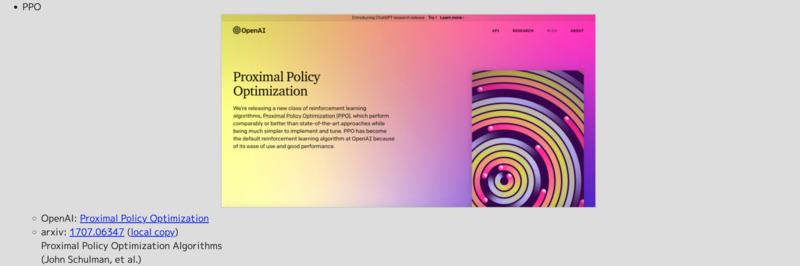 PPO
Introducing ChatGPT research release Try › Learn more ›
OpenAI
API RESEARCH BLOG ABOUT
Proximal Policy
Optimization
We're releasing a new class of reinforcement learning
algorithms, Proximal Policy Optimization (PPO), which perform
comparably or better than state-of-the-art approaches while
being much simpler to implement and tune. PPO has become
the default reinforcement learning algorithm at OpenAI because
of its ease of use and good performance.
OpenAI: Proximal Policy Optimization
arxiv: 1707.06347 (local copy)
Proximal Policy Optimization Algorithms
(John Schulman, et al.)